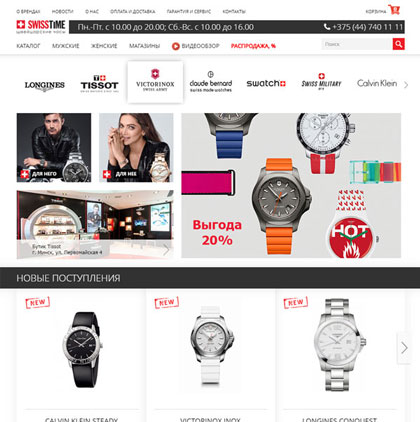 О БРЕНДАХ НОВОСТИ О НАС ОПЛАТА И ДОСТАВКА ГАРАНТИЯ И СЕРВИС КОНТАКТЫ КОРЗИНА
SWISSTIME
швейцарские часы
Пн.-Пт. с 10.00 до 20.00; Сб.-Вс. с 10.00 до 16.00
+375 (44) 740 11 11
КАТАЛОГ МУЖСКИЕ ЖЕНСКИЕ МАГАЗИНЫ ВИДЕООБЗОР РАСПРОДАЖА, % Поиск
LONGINES
TISSOT
SWISS WATCHES SINCE 1853
VICTORINOX
SWISS ARMY
claude bernard
swiss made watches
swatch
SWISS MILITARY
Calvin Klein
ДЛЯ НЕГО
ДЛЯ НЕЕ
Выгода
20%
HOT
Бутик Tissot
г. Минск, ул. Первомайская 4
НОВЫЕ ПОСТУПЛЕНИЯ
NEW
NEW
NEW
CALVIN KLEIN STEADY
VICTORINOX INOX
LONGINES CONQUEST